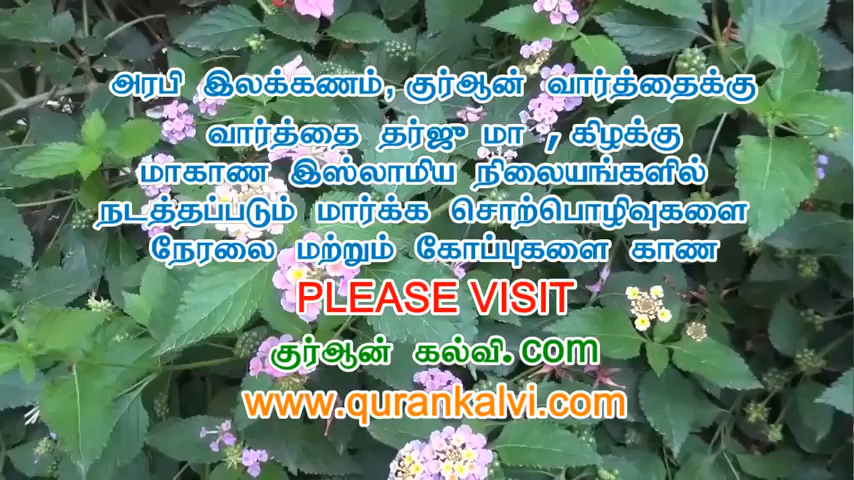 அரபி இலக்கணம், குர்ஆன் வார்த்தைக்கு
வார்த்தை தர்ஜு மா , கிழக்கு
மாகாண இஸ்லாமிய நிலையங்களில்
நடத்தப்படும் மார்க்க சொற்பொழிவுகளை
நேரலை மற்றும் கோப்புகளை காண
PLEASE VISIT
குர்ஆன் கல்வி.com
www.qurankalvi.com